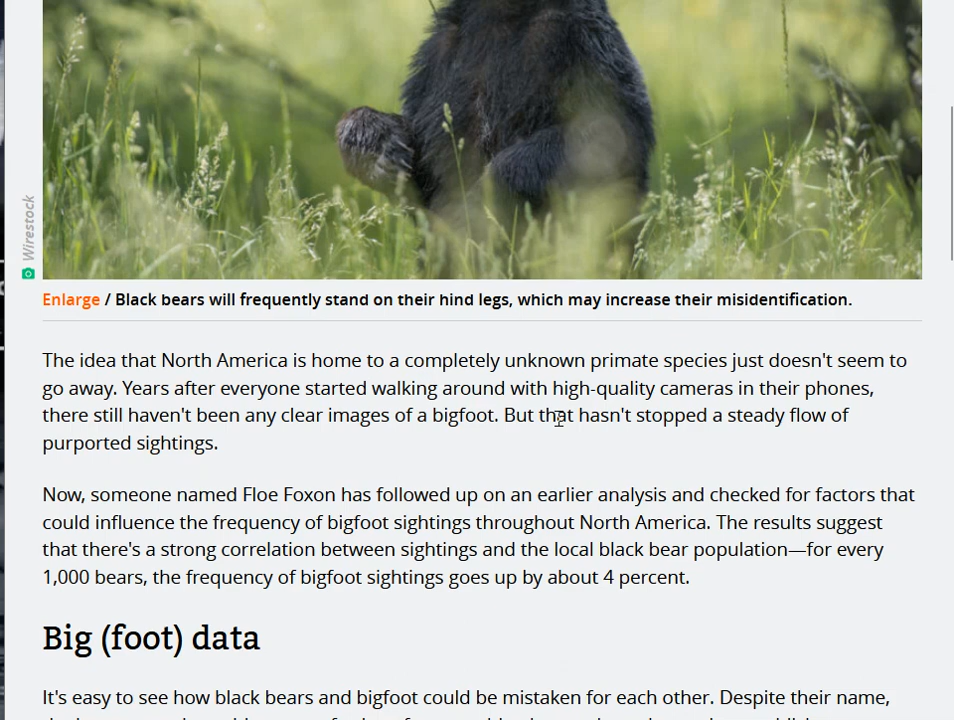 Wirestock
Enlarge / Black bears will frequently stand on their hind legs, which may increase their misidentification.
The idea that North America is home to a completely unknown primate species just doesn't seem to
go away. Years after everyone started walking around with high-quality cameras in their phones,
there still haven't been any clear images of a bigfoot. But that hasn't stopped a steady flow of
purported sightings.
Now, someone named Floe Foxon has followed up on an earlier analysis and checked for factors that
could influence the frequency of bigfoot sightings throughout North America. The results suggest
that there's a strong correlation between sightings and the local black bear population—for every
1,000 bears, the frequency of bigfoot sightings goes up by about 4 percent.
Big (foot) data
It's easy to see how black bears and bigfoot could be mistaken for each other. Despite their name,